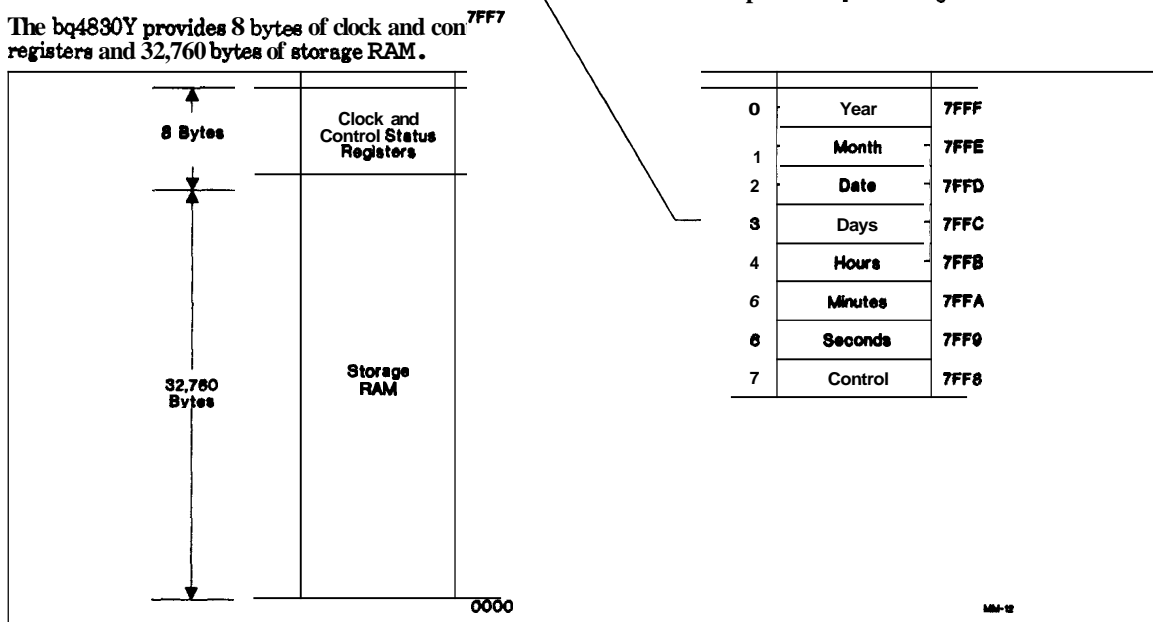 The bq4830Y provides 8 bytes of clock and con
7FF7
registers and 32,760 bytes of storage RAM.
8 Bytes
Clock and
Control Status
Registers
32,760
Bytes
Storage
RAM
0000
0 Year 7FFF
1 Month 7FFE
2 Date 7FFD
3 Days 7FFC
4 Hours 7FFB
6 Minutes 7FFA
6 Seconds 7FF9
7 Control 7FF8
MM-12